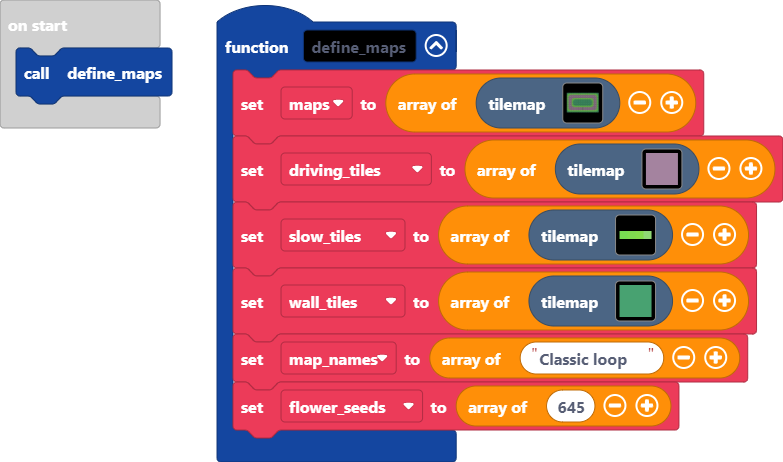 on start
call define_maps
function define_maps
set maps to array of tilemap
set driving_tiles to array of tilemap
set slow_tiles to array of tilemap
set wall_tiles to array of tilemap
set map_names to array of "Classic loop"
set flower_seeds to array of 645